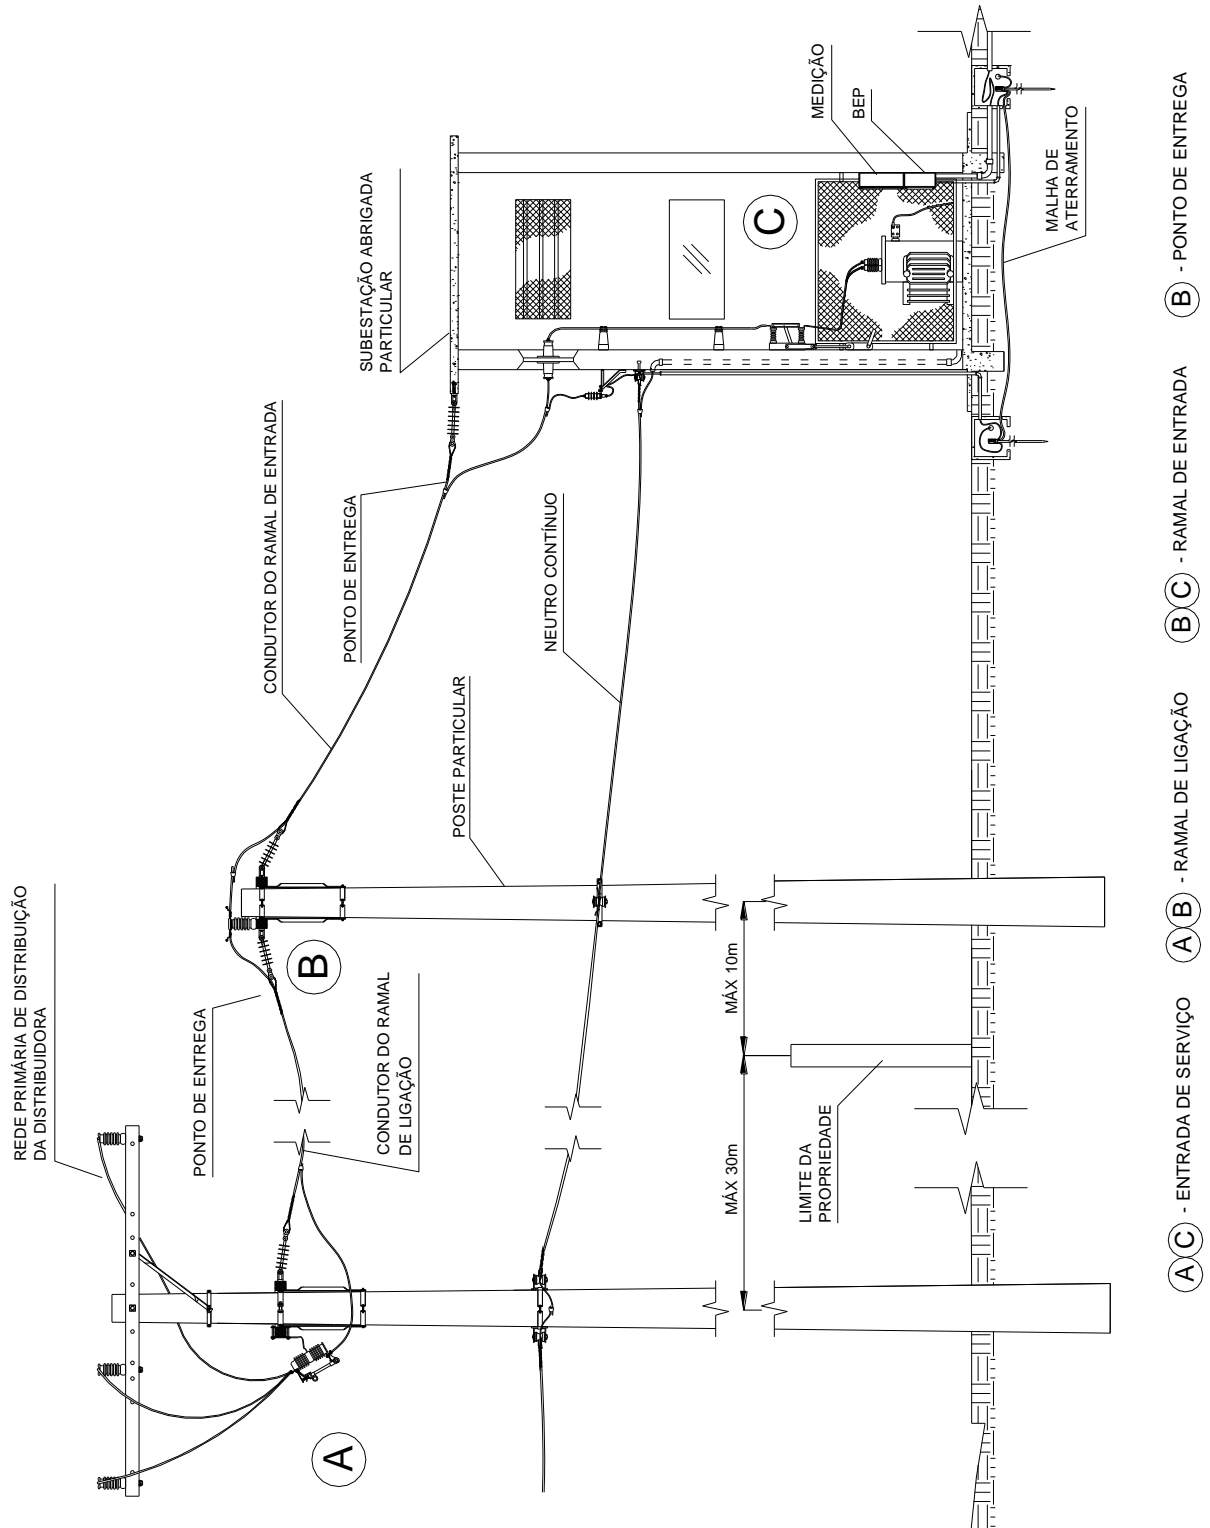 REDE PRIMÁRIA DE DISTRIBUIÇÃO
DA DISTRIBUIDORA
PONTO DE ENTREGA
CONDUTOR DO RAMAL
DE LIGAÇÃO
A
B
CONDUTOR DO RAMAL DE ENTRADA
PONTO DE ENTREGA
POSTE PARTICULAR
NEUTRO CONTÍNUO
SUBESTAÇÃO ABRIGADA
PARTICULAR
C
MEDIÇÃO
BEP
MALHA DE
ATERRAMENTO
MÁX 30m
MÁX 10m
LIMITE DA
PROPRIEDADE
A C - ENTRADA DE SERVIÇO
A B - RAMAL DE LIGAÇÃO
B C - RAMAL DE ENTRADA
B - PONTO DE ENTREGA